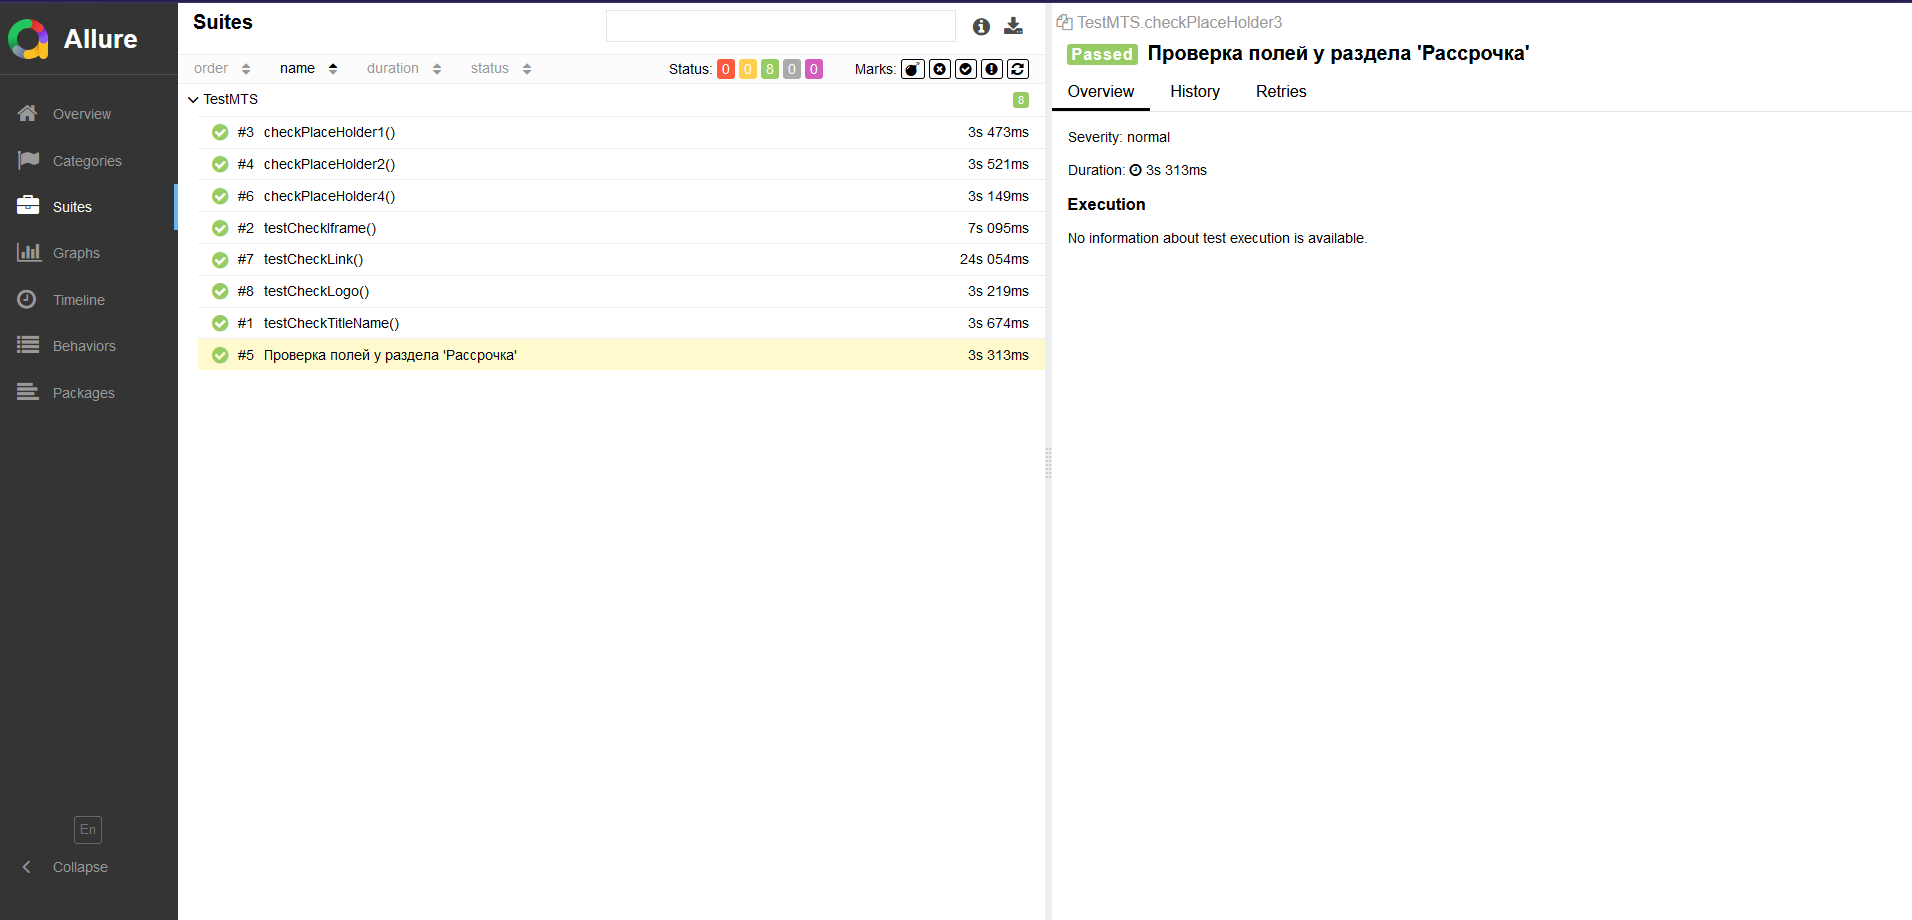 Allure
Overview
Categories
Suites
Graphs
Timeline
Behaviors
Packages
En
Collapse
Suites
order name duration status Status: 0 0 8 0 0 Marks:
TestMTS 8
#3 checkPlaceHolder1() 3s 473ms
#4 checkPlaceHolder2() 3s 521ms
#6 checkPlaceHolder4() 3s 149ms
#2 testCheckIframe() 7s 095ms
#7 testCheckLink() 24s 054ms
#8 testCheckLogo() 3s 219ms
#1 testCheckTitleName() 3s 674ms
#5 Проверка полей у раздела 'Рассрочка' 3s 313ms
TestMTS.checkPlaceHolder3
Passed Проверка полей у раздела 'Рассрочка'
Overview History Retries
Severity: normal
Duration: 3s 313ms
Execution
No information about test execution is available.